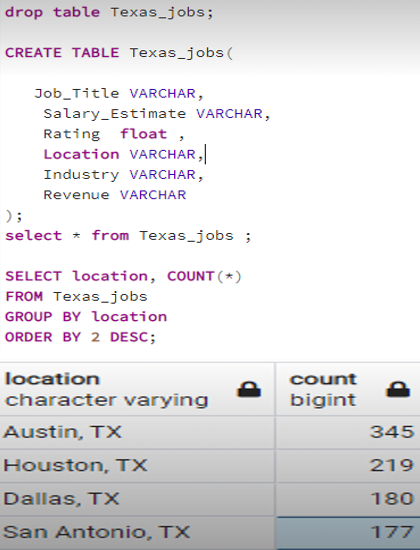 drop table Texas_jobs;
CREATE TABLE Texas_jobs(
Job_Title VARCHAR,
Salary_Estimate VARCHAR,
Rating  float ,
Location VARCHAR,
Industry VARCHAR,
Revenue VARCHAR
);
select * from Texas_jobs ;
SELECT location, COUNT(*)
FROM Texas_jobs
GROUP BY location
ORDER BY 2 DESC;
location count
character varying bigint
Austin, TX 345
Houston, TX 219
Dallas, TX 180
San Antonio, TX 177